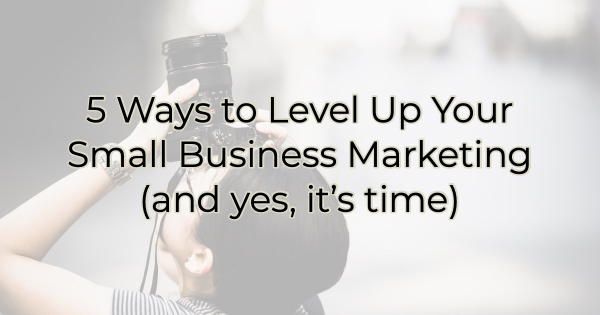 5 Ways to Level Up Your
Small Business Marketing
(and yes, it’s time)